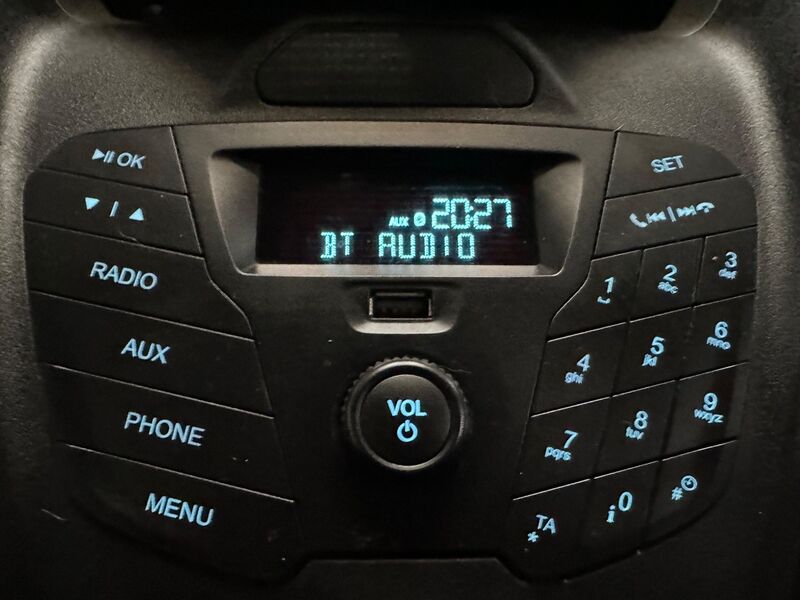 ⏯ OK
▼ | ▲
RADIO
AUX
PHONE
MENU
AUX 20:27
BT AUDIO
VOL
SET
⏮ | ⏭
1
2 abc
3 def
4 ghi
5 jkl
6 mno
7 pqrs
8 tuv
9 wxyz
* TA
i 0
#